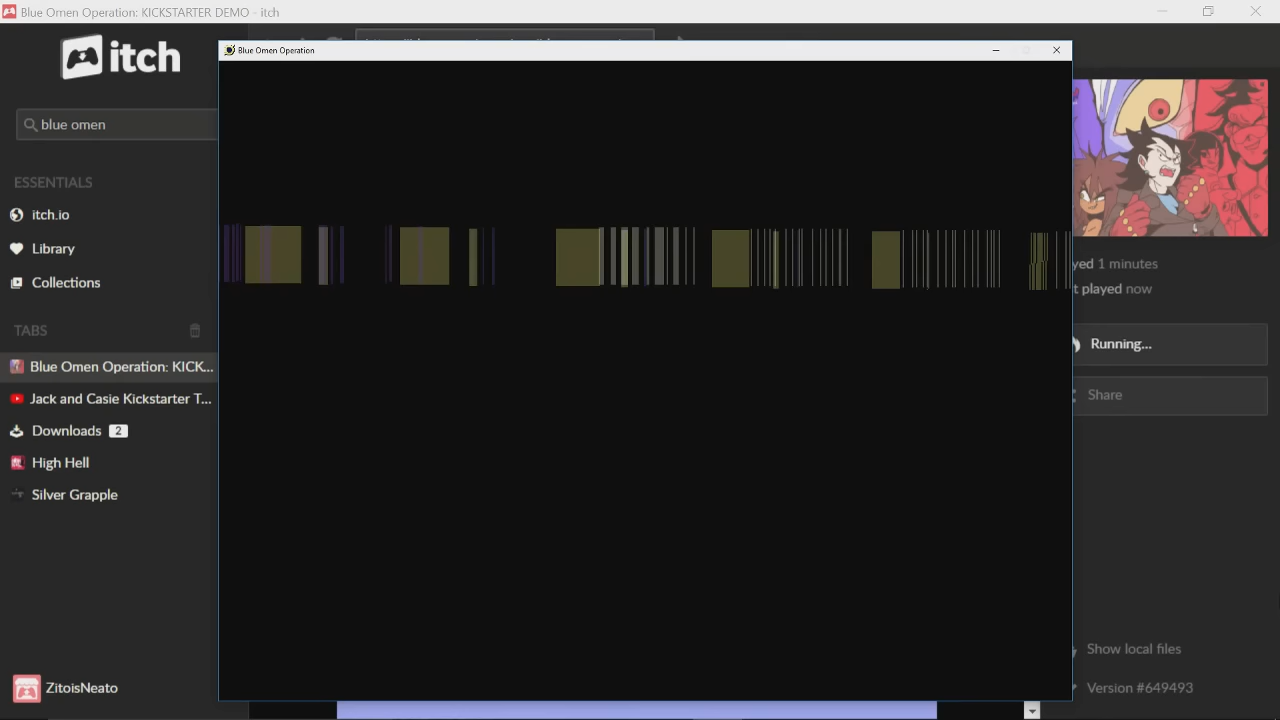 Blue Omen Operation: KICKSTARTER DEMO - itch
itch
Blue Omen Operation
blue omen
ESSENTIALS
itch.io
Library
Collections
TABS
Blue Omen Operation: KICK...
Jack and Casie Kickstarter T...
Downloads 2
High Hell
Silver Grapple
ZitoisNeato
yed 1 minutes
t played now
Running...
Share
Show local files
Version #649493